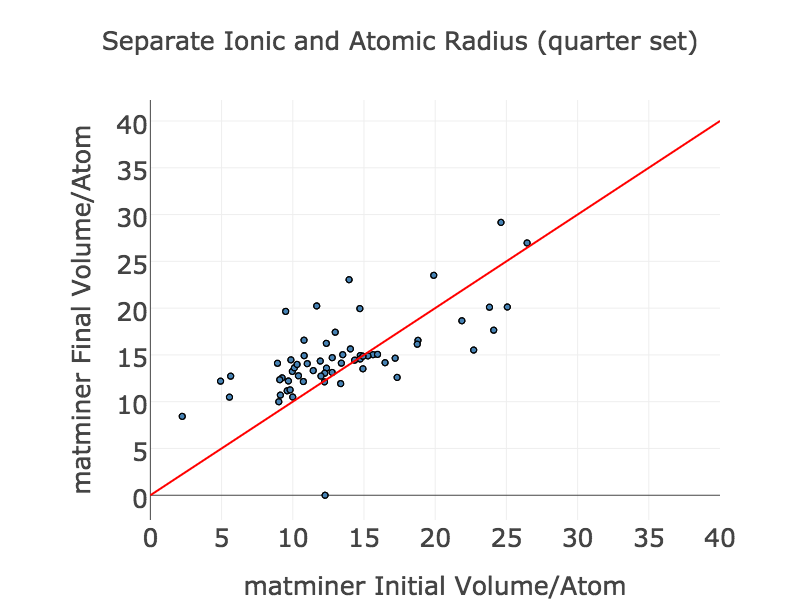 Separate Ionic and Atomic Radius (quarter set)
matminer Final Volume/Atom
40
35
30
25
20
15
10
5
0
0 5 10 15 20 25 30 35 40
matminer Initial Volume/Atom